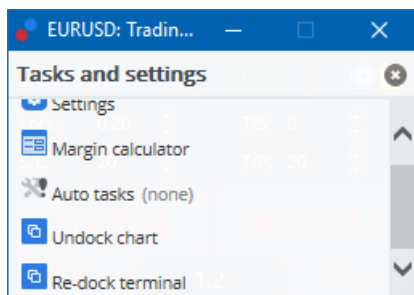 EURUSD: Tradin...
Tasks and settings
Settings
Margin calculator
Auto tasks (none)
Undock chart
Re-dock terminal